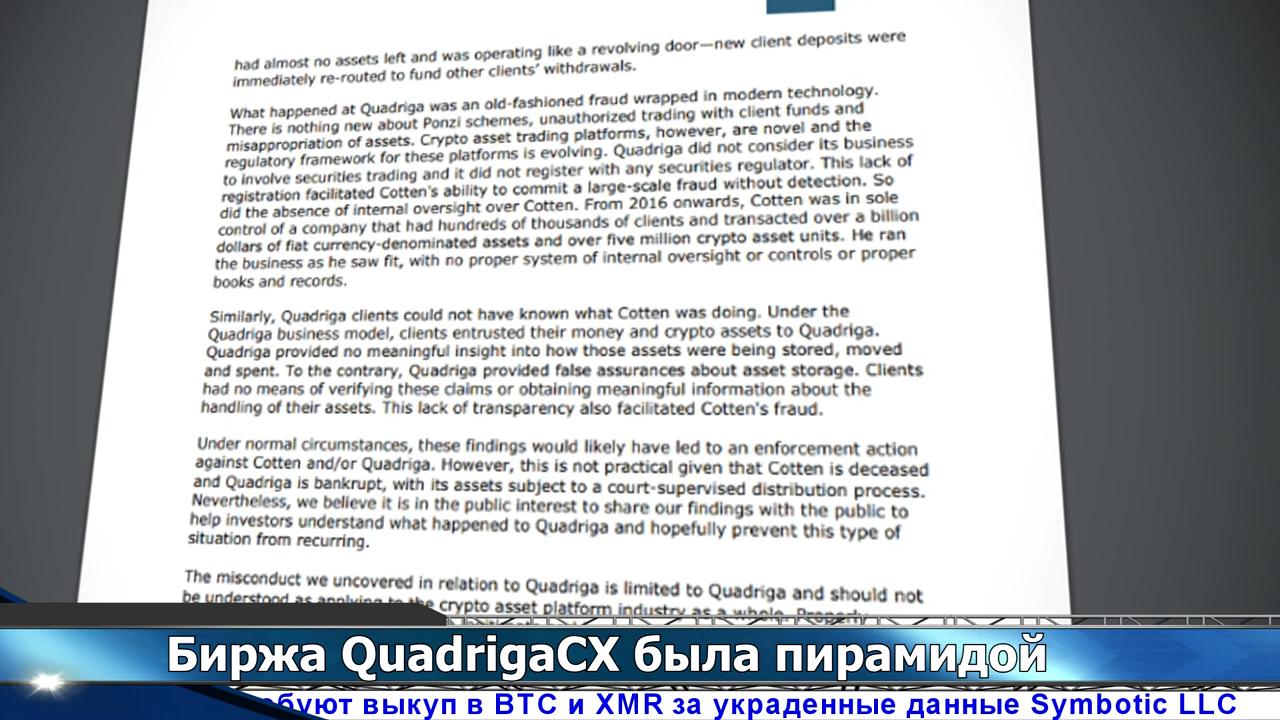 had almost no assets left and was operating like a revolving door—new client deposits were
immediately re-routed to fund other clients' withdrawals.
What happened at Quadriga was an old-fashioned fraud wrapped in modern technology.
There is nothing new about Ponzi schemes, unauthorized trading with client funds and
misappropriation of assets. Crypto asset trading platforms, however, are novel and the
regulatory framework for these platforms is evolving. Quadriga did not consider its business
to involve securities trading and it did not register with any securities regulator. This lack of
registration facilitated Cotten's ability to commit a large-scale fraud without detection. So
did the absence of internal oversight over Cotten. From 2016 onwards, Cotten was in sole
control of a company that had hundreds of thousands of clients and transacted over a billion
dollars of fiat currency-denominated assets and over five million crypto asset units. He ran
the business as he saw fit, with no proper system of internal oversight or controls or proper
books and records.
Similarly, Quadriga clients could not have known what Cotten was doing. Under the
Quadriga business model, clients entrusted their money and crypto assets to Quadriga.
Quadriga provided no meaningful insight into how those assets were being stored, moved
and spent. To the contrary, Quadriga provided false assurances about asset storage. Clients
had no means of verifying these claims or obtaining meaningful information about the
handling of their assets. This lack of transparency also facilitated Cotten's fraud.
Under normal circumstances, these findings would likely have led to an enforcement action
against Cotten and/or Quadriga. However, this is not practical given that Cotten is deceased
and Quadriga is bankrupt, with its assets subject to a court-supervised distribution process.
Nevertheless, we believe it is in the public interest to share our findings with the public to
help investors understand what happened to Quadriga and hopefully prevent this type of
situation from recurring.
The misconduct we uncovered in relation to Quadriga is limited to Quadriga and should not
be understood as applying to the crypto asset platform industry as a whole. Properly
Биржа QuadrigaCX была пирамидой
буют выкуп в BTC и XMR за украденные данные Symbotic LLC